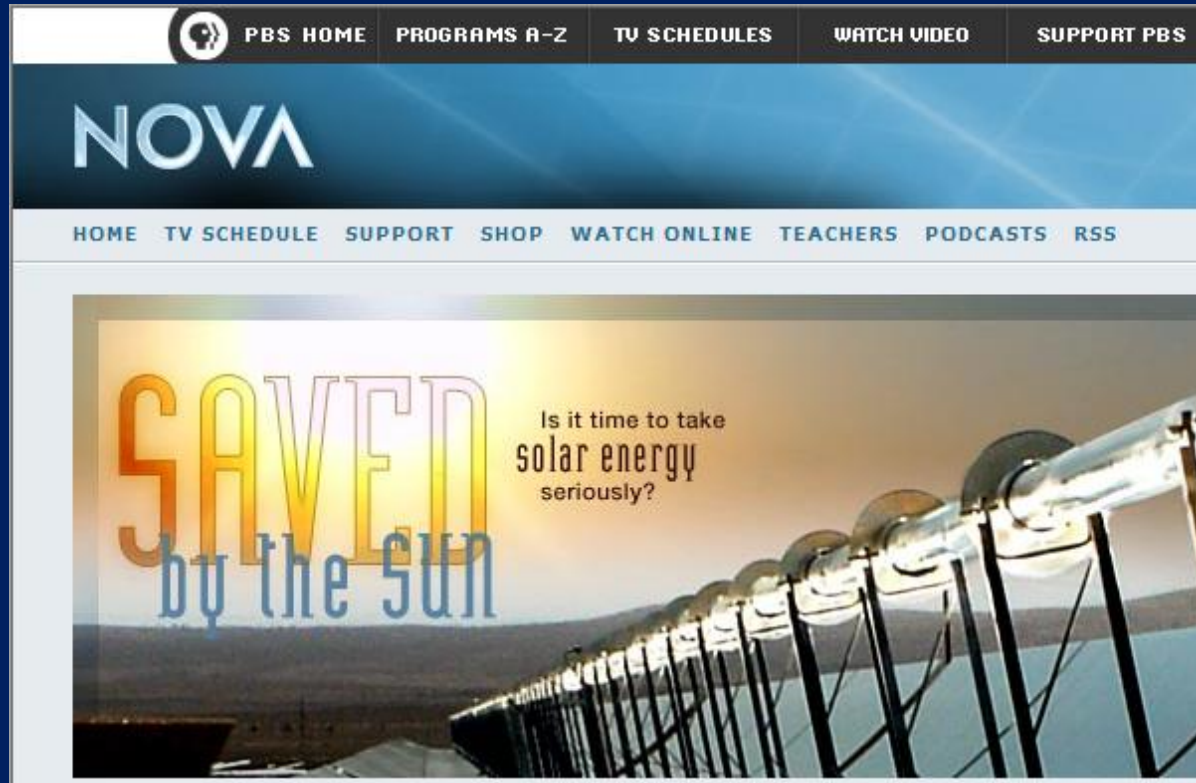 PBS HOME PROGRAMS A-Z TV SCHEDULES WATCH VIDEO SUPPORT PBS
NOVA
HOME TV SCHEDULE SUPPORT SHOP WATCH ONLINE TEACHERS PODCASTS RSS
SAVED
by the SUN
Is it time to take
solar energy
seriously?